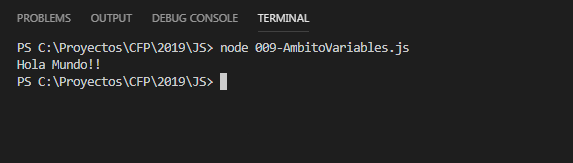 PROBLEMS OUTPUT DEBUG CONSOLE TERMINAL
PS C:\Proyectos\CFP\2019\JS> node 009-AmbitoVariables.js
Hola Mundo!!
PS C:\Proyectos\CFP\2019\JS>